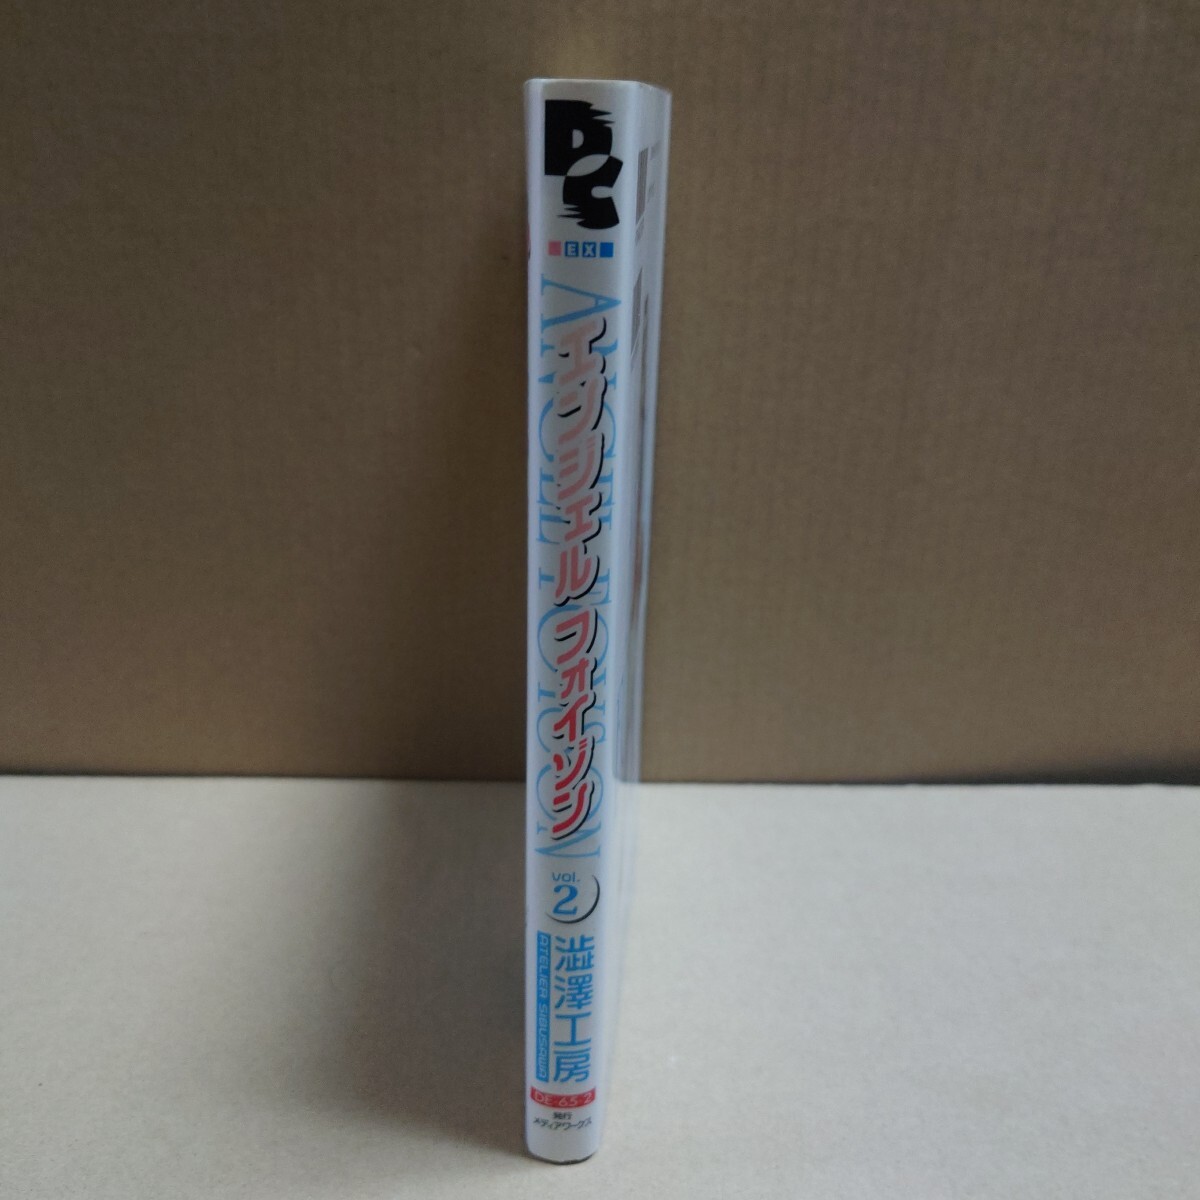 DC
EX
ANGEL FOISON
エンジェルフォイゾン
vol.
2
澁澤工房
ATELIER SIBUSAWA
DE-65-2
発行
メディアワークス